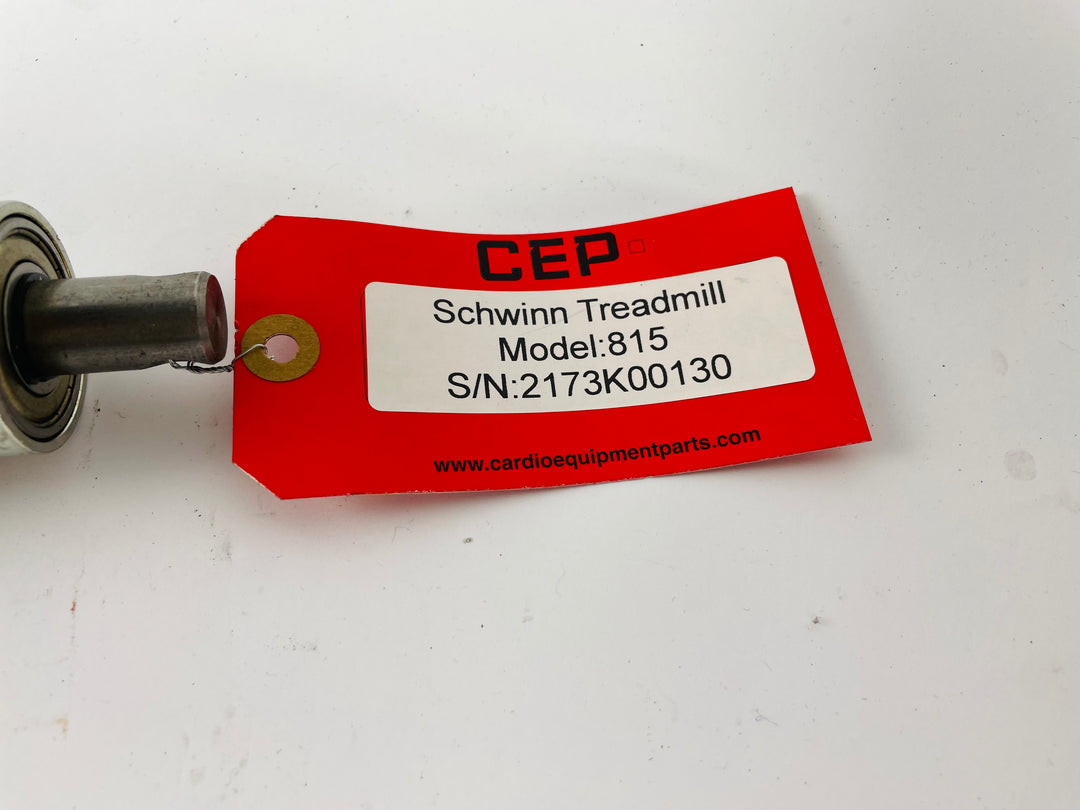 CEP
Schwinn Treadmill
Model:815
S/N:2173K00130
www.cardioequipmentparts.com